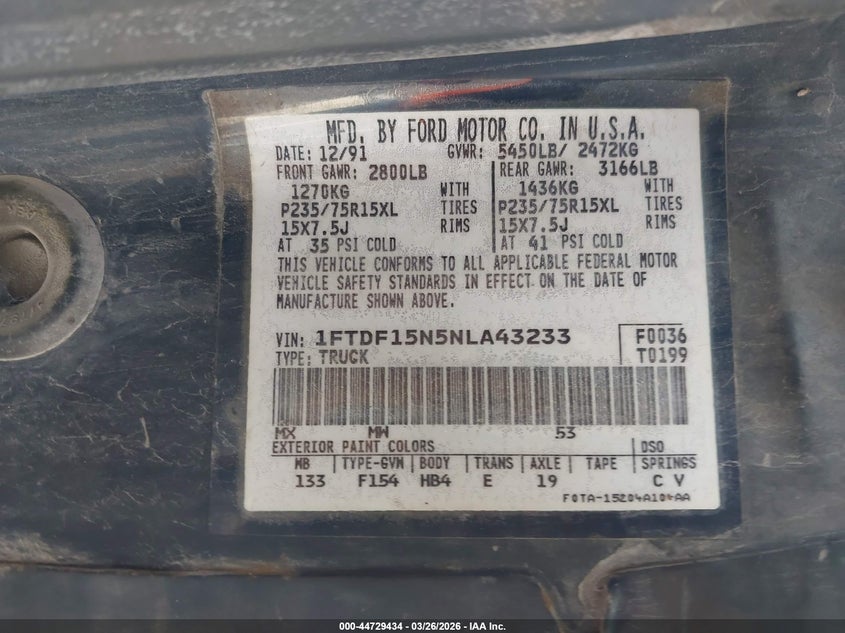 MFD. BY FORD MOTOR CO. IN U.S.A.
DATE: 12/91 GVWR: 5450LB/ 2472KG
FRONT GAWR: 2800LB REAR GAWR: 3166LB
1270KG WITH 1436KG WITH
P235/75R15XL TIRES P235/75R15XL TIRES
15X7.5J RIMS 15X7.5J RIMS
AT 35 PSI COLD AT 41 PSI COLD
THIS VEHICLE CONFORMS TO ALL APPLICABLE FEDERAL MOTOR
VEHICLE SAFETY STANDARDS IN EFFECT ON THE DATE OF
MANUFACTURE SHOWN ABOVE.
VIN: 1FTDF15N5NLA43233 F0036
TYPE: TRUCK T0199
MX MW 53
EXTERIOR PAINT COLORS DSO
WB TYPE-GVW BODY TRANS AXLE TAPE SPRINGS
133 F154 HB4 E 19 C V
F0TA-15204A104AA
000-44729434 | 03/26/2026 | IAA Inc.